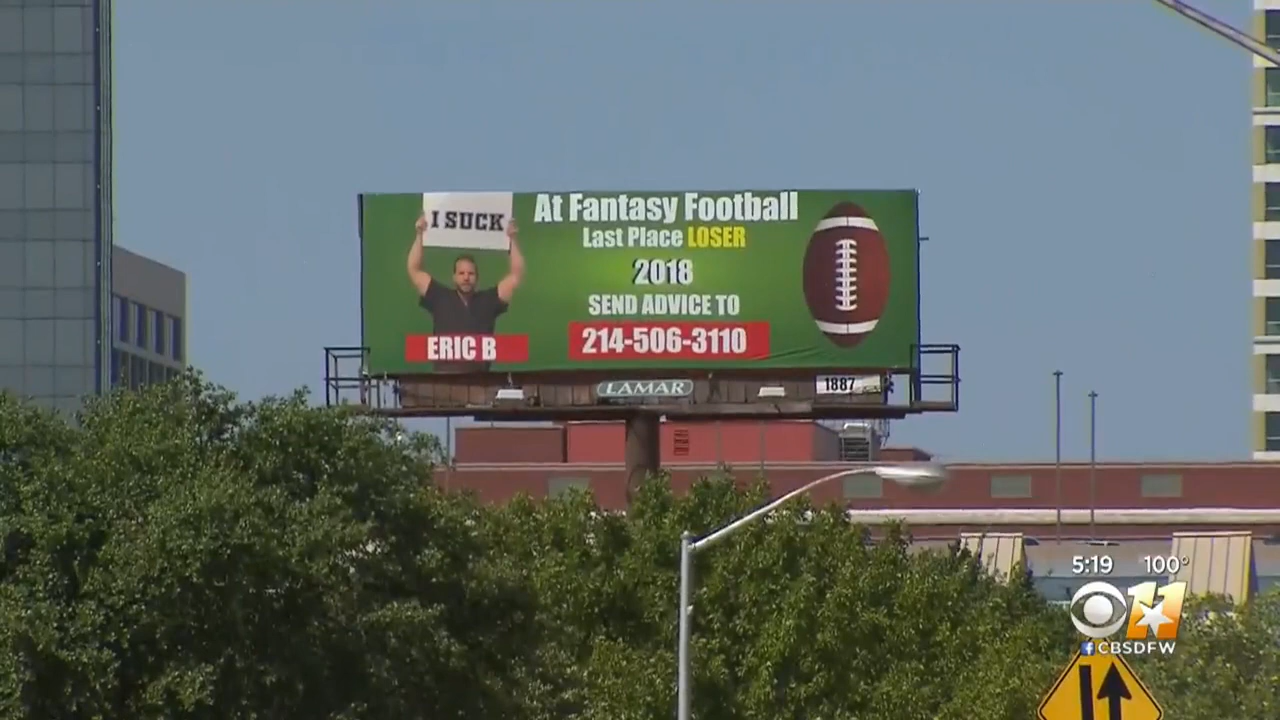 I SUCK
At Fantasy Football
Last Place LOSER
2018
SEND ADVICE TO
214-506-3110
ERIC B
LAMAR
1887
5:19 100°
11
CBSDFW